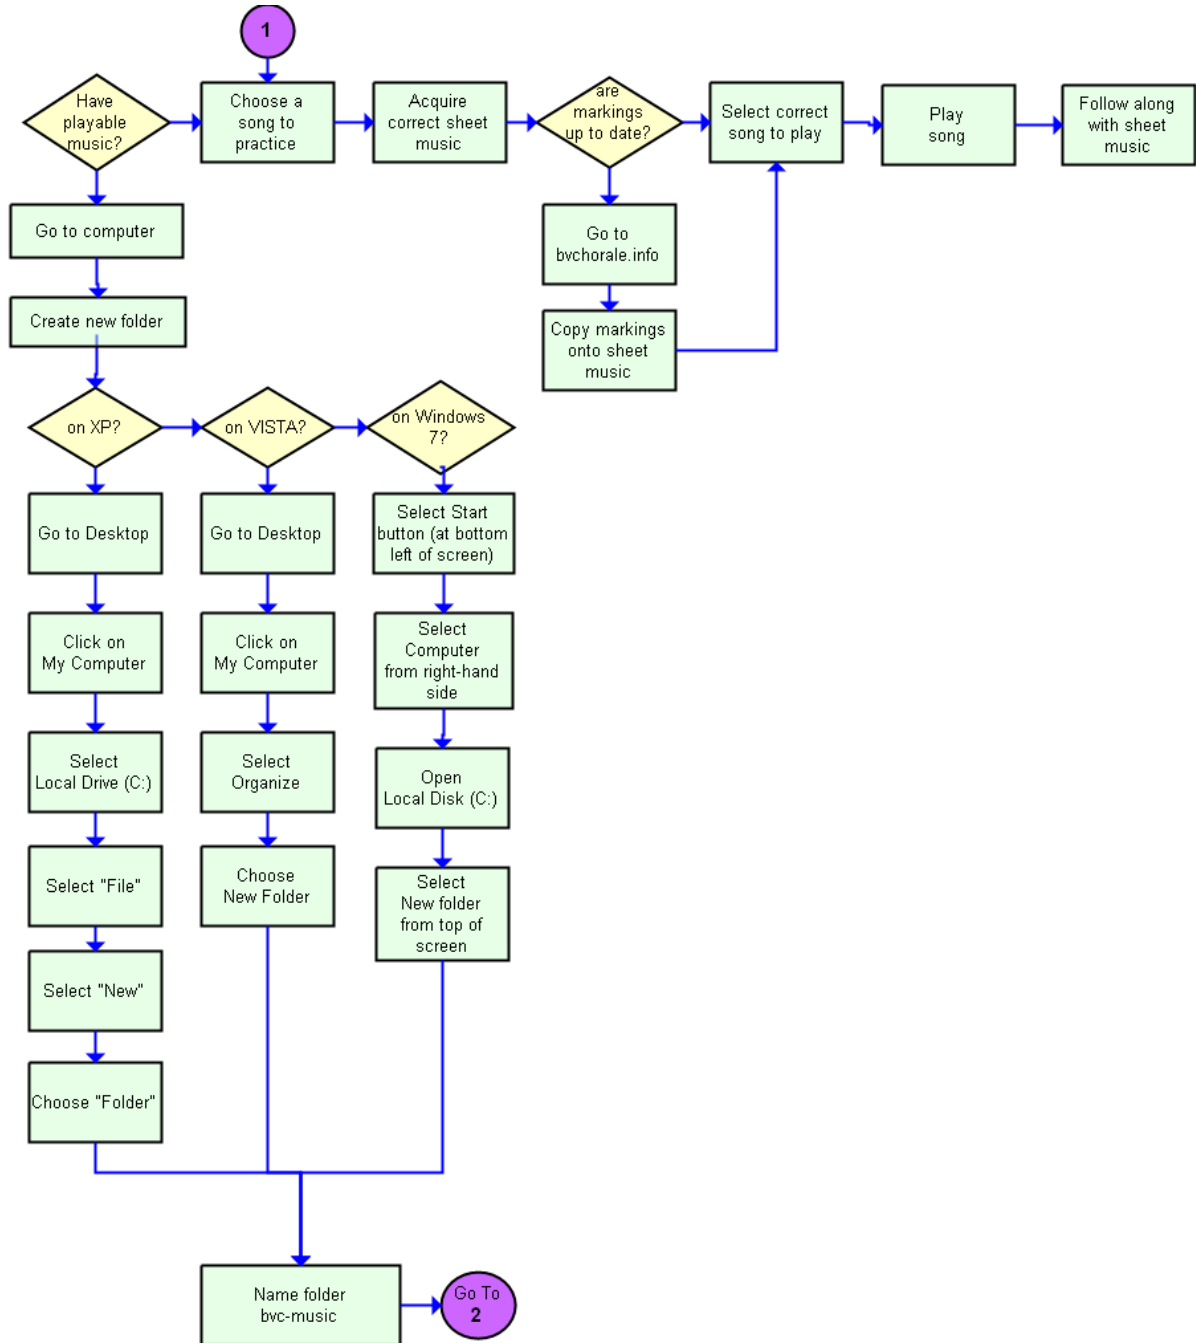 1
Have
playable
music?
Choose a
song to
practice
Acquire
correct sheet
music
are
markings
up to date?
Select correct
song to play
Play
song
Follow along
with sheet
music
Go to computer
Go to
bvchorale.info
Create new folder
Copy markings
onto sheet
music
on XP?
on VISTA?
on Windows
7?
Go to Desktop
Go to Desktop
Select Start
button (at bottom
left of screen)
Click on
My Computer
Click on
My Computer
Select
Computer
from right-hand
side
Select
Local Drive (C:)
Select
Organize
Open
Local Disk (C:)
Select "File"
Choose
New Folder
Select
New folder
from top of
screen
Select "New"
Choose "Folder"
Name folder
bvc-music
Go To
2